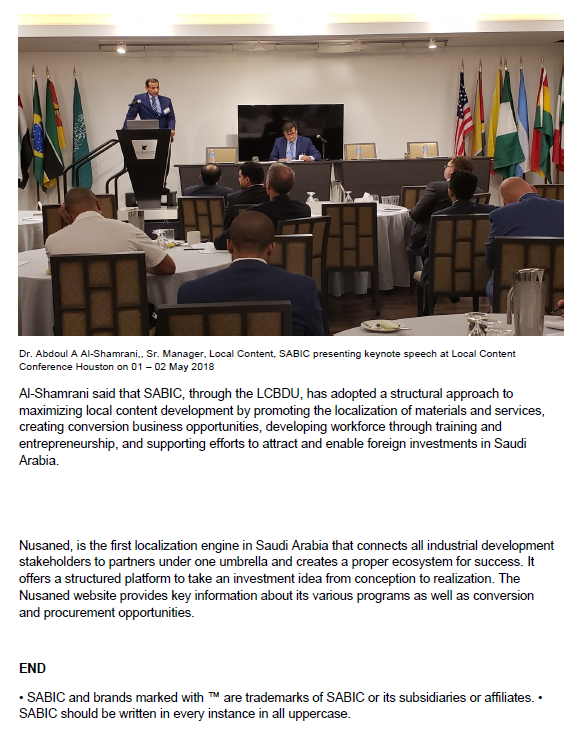 Dr. Abdoul A Al-Shamrani,, Sr. Manager, Local Content, SABIC presenting keynote speech at Local Content
Conference Houston on 01 – 02 May 2018
Al-Shamrani said that SABIC, through the LCBDU, has adopted a structural approach to
maximizing local content development by promoting the localization of materials and services,
creating conversion business opportunities, developing workforce through training and
entrepreneurship, and supporting efforts to attract and enable foreign investments in Saudi
Arabia.
Nusaned, is the first localization engine in Saudi Arabia that connects all industrial development
stakeholders to partners under one umbrella and creates a proper ecosystem for success. It
offers a structured platform to take an investment idea from conception to realization. The
Nusaned website provides key information about its various programs as well as conversion
and procurement opportunities.
END
• SABIC and brands marked with ™ are trademarks of SABIC or its subsidiaries or affiliates. •
SABIC should be written in every instance in all uppercase.